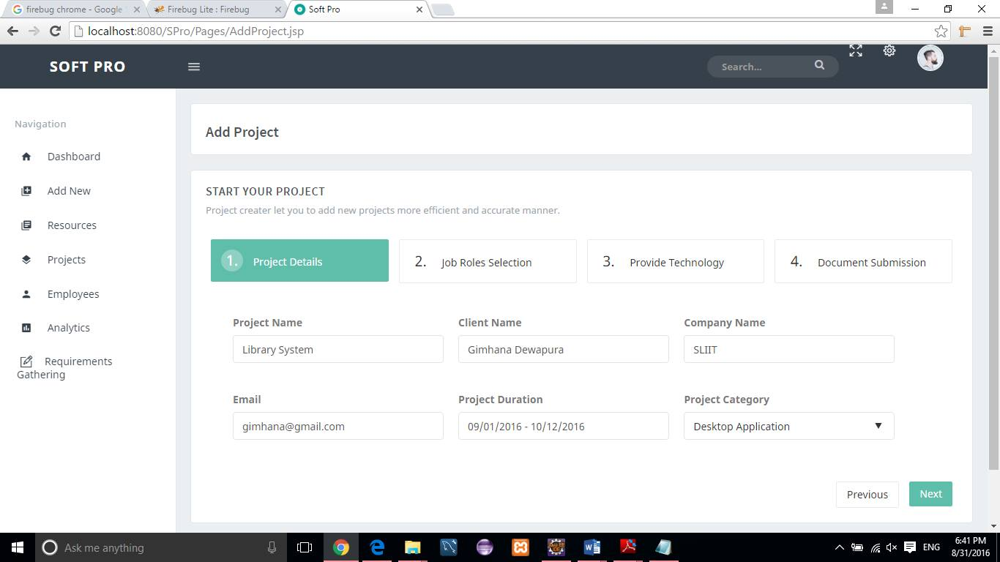 firebug chrome - Google
Firebug Lite : Firebug
Soft Pro
localhost:8080/SPro/Pages/AddProject.jsp
SOFT PRO
Search...
Navigation
Dashboard
Add New
Resources
Projects
Employees
Analytics
Requirements
Gathering
Add Project
START YOUR PROJECT
Project creater let you to add new projects more efficient and accurate manner.
1. Project Details
2. Job Roles Selection
3. Provide Technology
4. Document Submission
Project Name Client Name Company Name
Library System Gimhana Dewapura SLIIT
Email Project Duration Project Category
gimhana@gmail.com 09/01/2016 - 10/12/2016 Desktop Application
Previous Next
Ask me anything
ENG
6:41 PM
8/31/2016